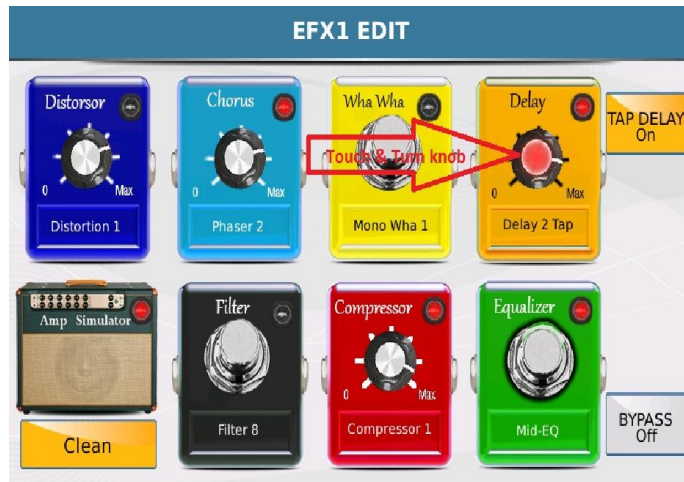 EFX1 EDIT
Distorsor
0 Max
Distortion 1
Chorus
0 Max
Phaser 2
Wha Wha
Touch & Turn knob
Mono Wha 1
Delay
0 Max
Delay 2 Tap
TAP DELAY
On
Amp Simulator
Clean
Filter
Filter 8
Compressor
0 Max
Compressor 1
Equalizer
Mid-EQ
BYPASS
Off